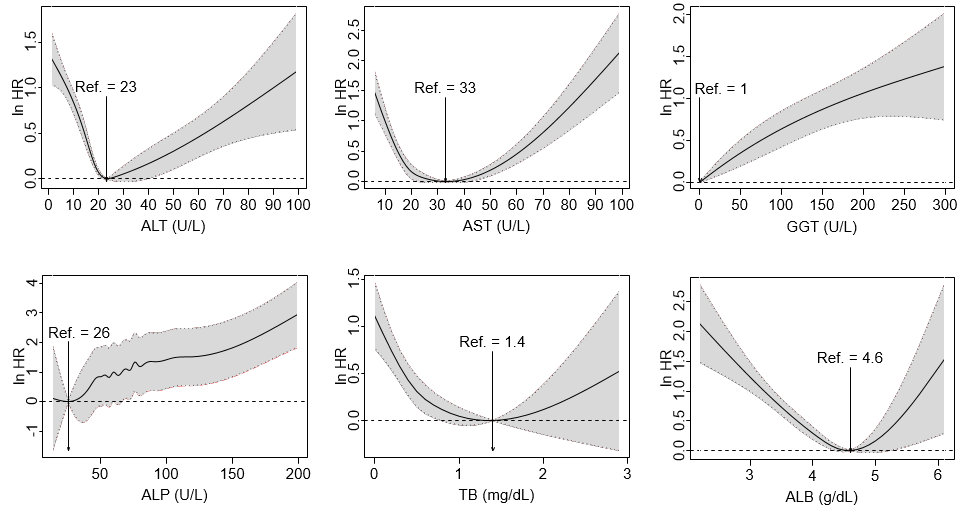 ln HR
0.0 0.5 1.0 1.5
Ref. = 23
0 10 20 30 40 50 60 70 80 90 100
ALT (U/L)
ln HR
0.0 0.5 1.0 1.5 2.0 2.5
Ref. = 33
10 20 30 40 50 60 70 80 90 100
AST (U/L)
ln HR
0.0 0.5 1.0 1.5 2.0
Ref. = 1
0 50 100 150 200 250 300
GGT (U/L)
ln HR
-1 0 1 2 3 4
Ref. = 26
50 100 150 200
ALP (U/L)
ln HR
0.0 0.5 1.0 1.5
Ref. = 1.4
0 1 2 3
TB (mg/dL)
ln HR
0.0 0.5 1.0 1.5 2.0 2.5
Ref. = 4.6
3 4 5 6
ALB (g/dL)